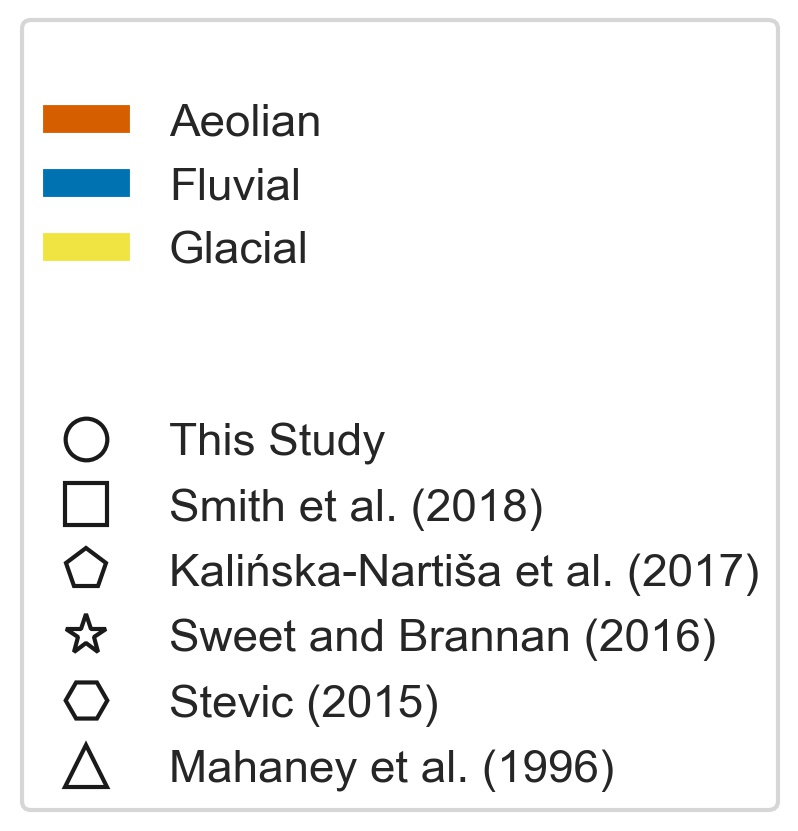 Aeolian
Fluvial
Glacial
This Study
Smith et al. (2018)
Kalińska-Nartiša et al. (2017)
Sweet and Brannan (2016)
Stevic (2015)
Mahaney et al. (1996)